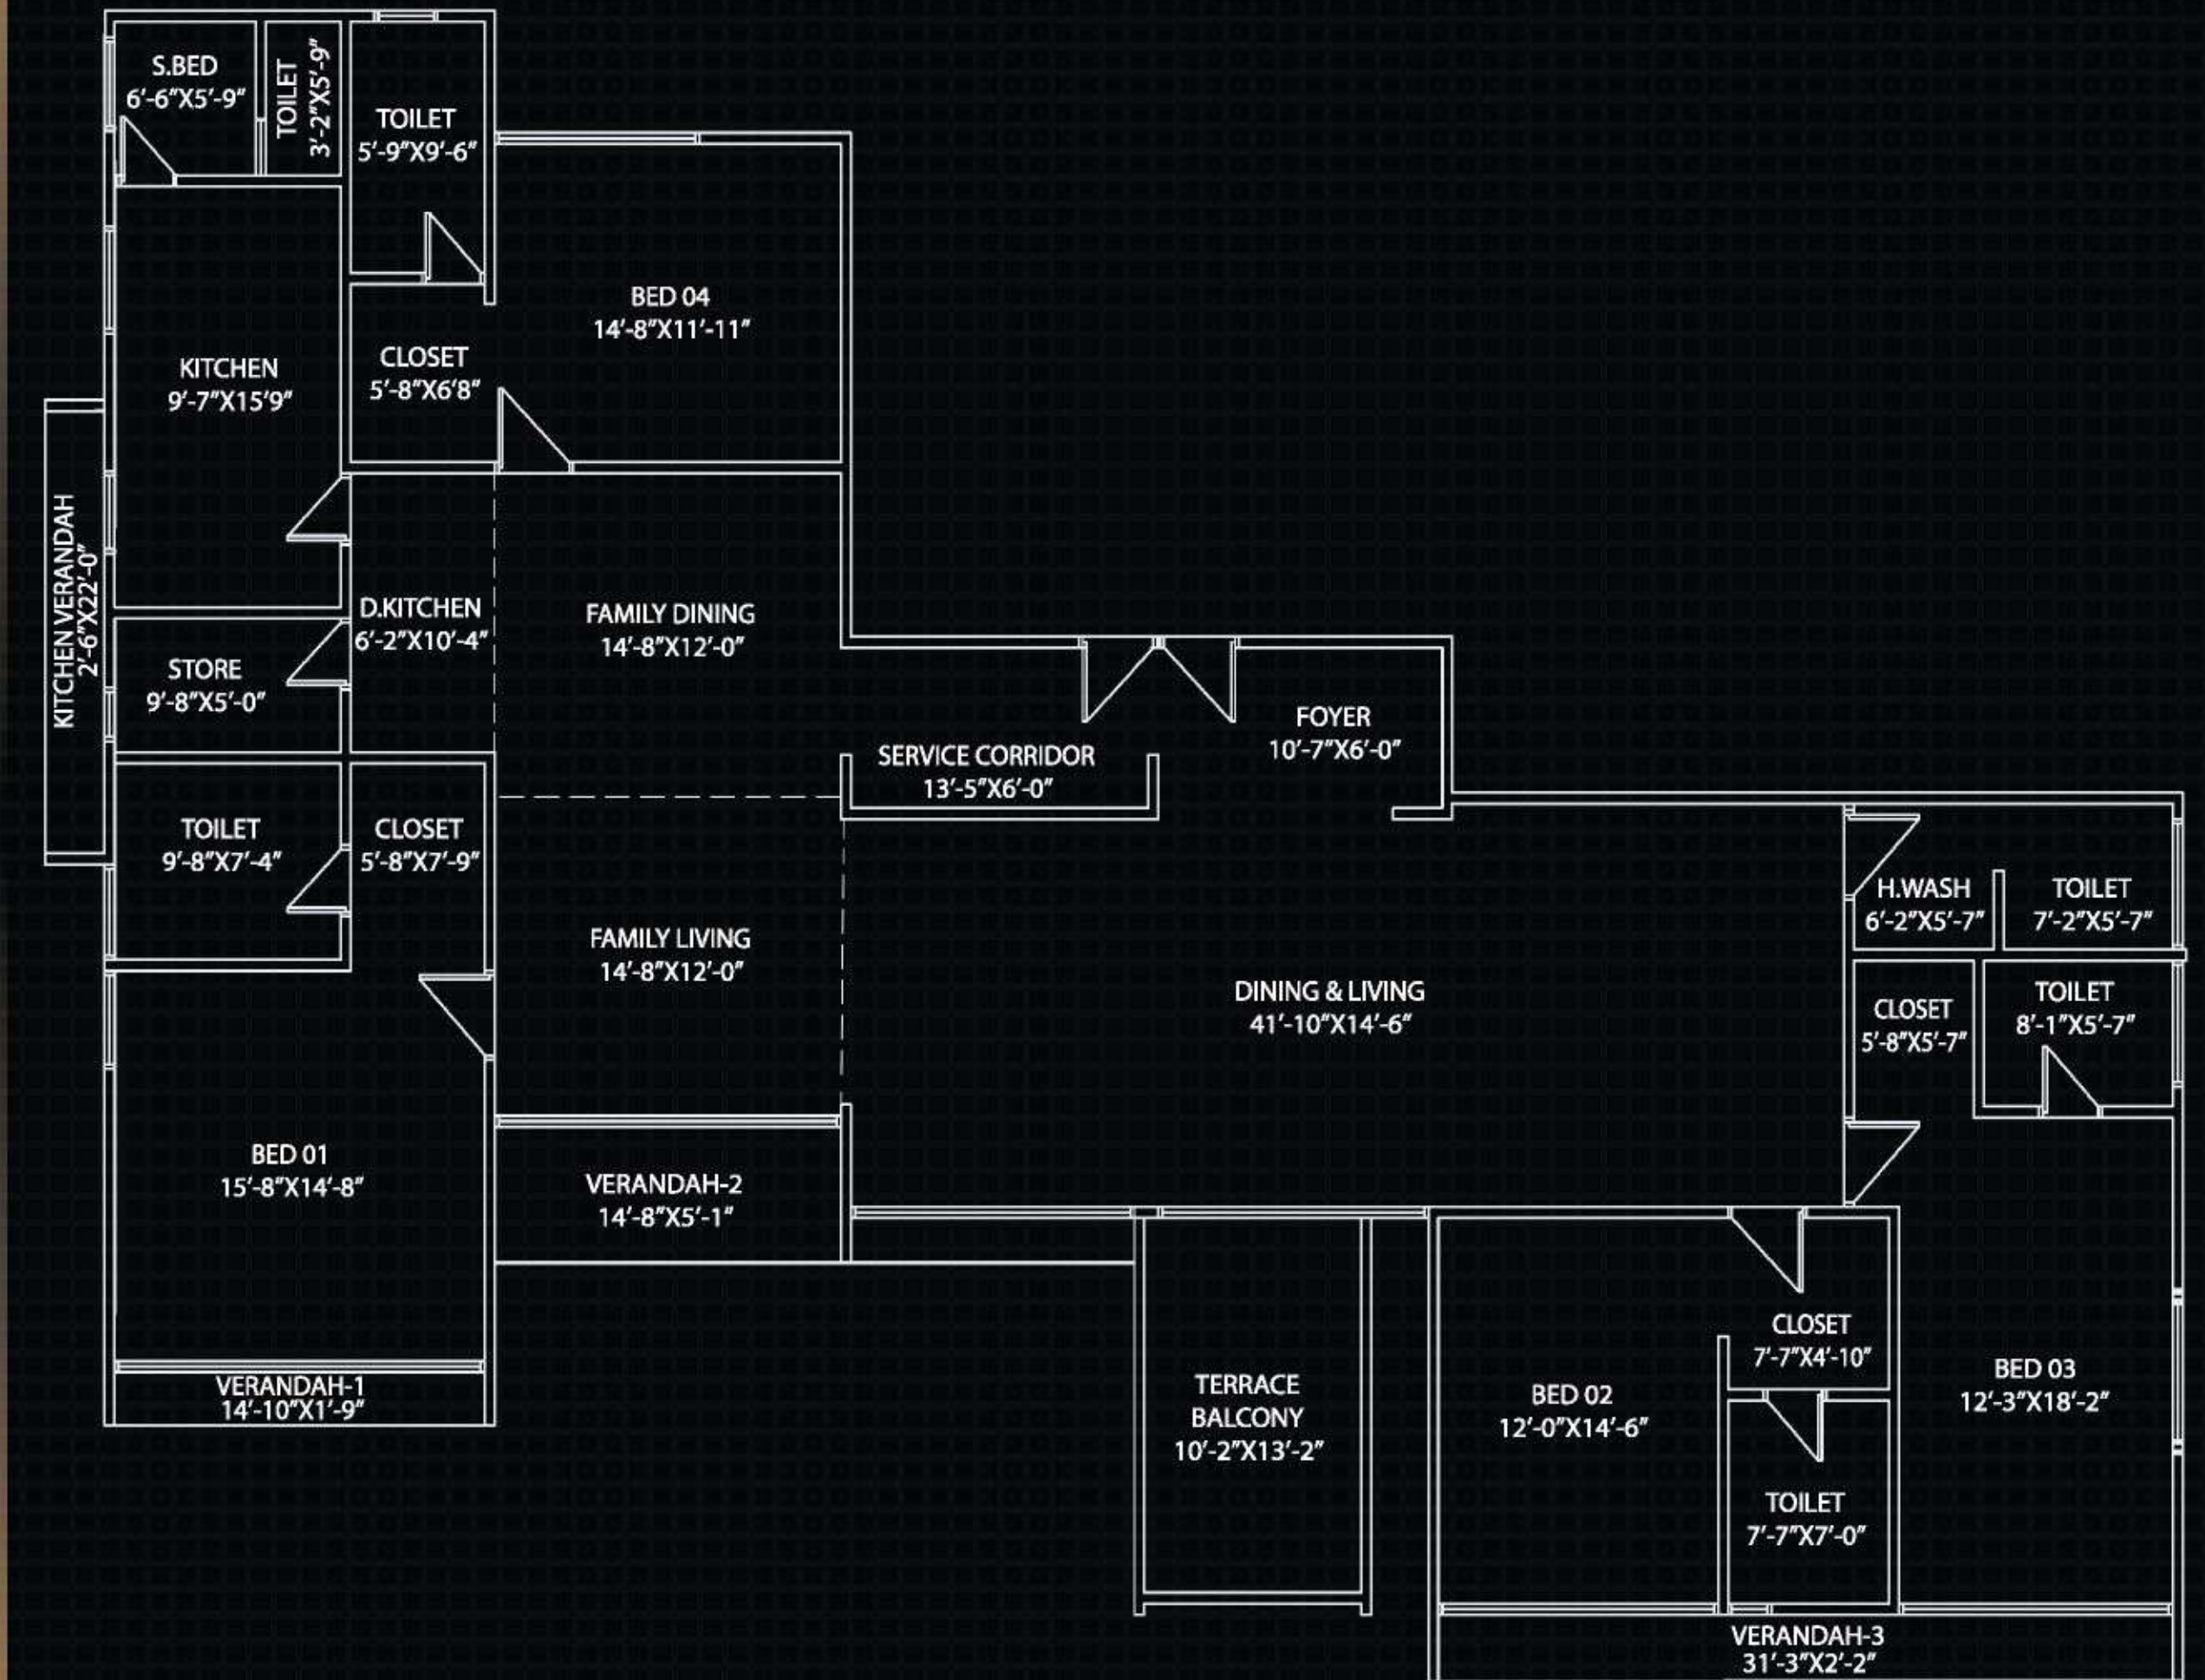 S.BED
6'-6"X5'-9"
TOILET
3'-2"X5'-9"
TOILET
5'-9"X9'-6"
BED 04
14'-8"X11'-11"
KITCHEN
9'-7"X15'9"
CLOSET
5'-8"X6'8"
KITCHEN VERANDAH
2'-6"X22'-0"
D.KITCHEN
6'-2"X10'-4"
FAMILY DINING
14'-8"X12'-0"
STORE
9'-8"X5'-0"
SERVICE CORRIDOR
13'-5"X6'-0"
FOYER
10'-7"X6'-0"
TOILET
9'-8"X7'-4"
CLOSET
5'-8"X7'-9"
FAMILY LIVING
14'-8"X12'-0"
DINING & LIVING
41'-10"X14'-6"
H.WASH
6'-2"X5'-7"
TOILET
7'-2"X5'-7"
CLOSET
5'-8"X5'-7"
TOILET
8'-1"X5'-7"
BED 01
15'-8"X14'-8"
VERANDAH-2
14'-8"X5'-1"
VERANDAH-1
14'-10"X1'-9"
TERRACE
BALCONY
10'-2"X13'-2"
BED 02
12'-0"X14'-6"
CLOSET
7'-7"X4'-10"
BED 03
12'-3"X18'-2"
TOILET
7'-7"X7'-0"
VERANDAH-3
31'-3"X2'-2"